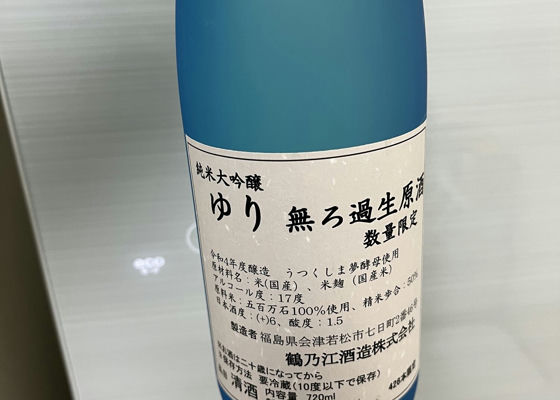 純米大吟醸
ゆり 無ろ過生原酒
数量限定
令和4年度醸造 うつくしま夢酵母使用
原材料名：米(国産)、米麹(国産米)
アルコール度：17度
原料米：五百万石100%使用、精米歩合：50%
日本酒度：(+)6、酸度：1.5
製造者 福島県会津若松市七日町2番46号
鶴乃江酒造株式会社
お酒は二十歳になってから
保存方法 要冷蔵(10度以下で保存)
清酒 内容量 720ml